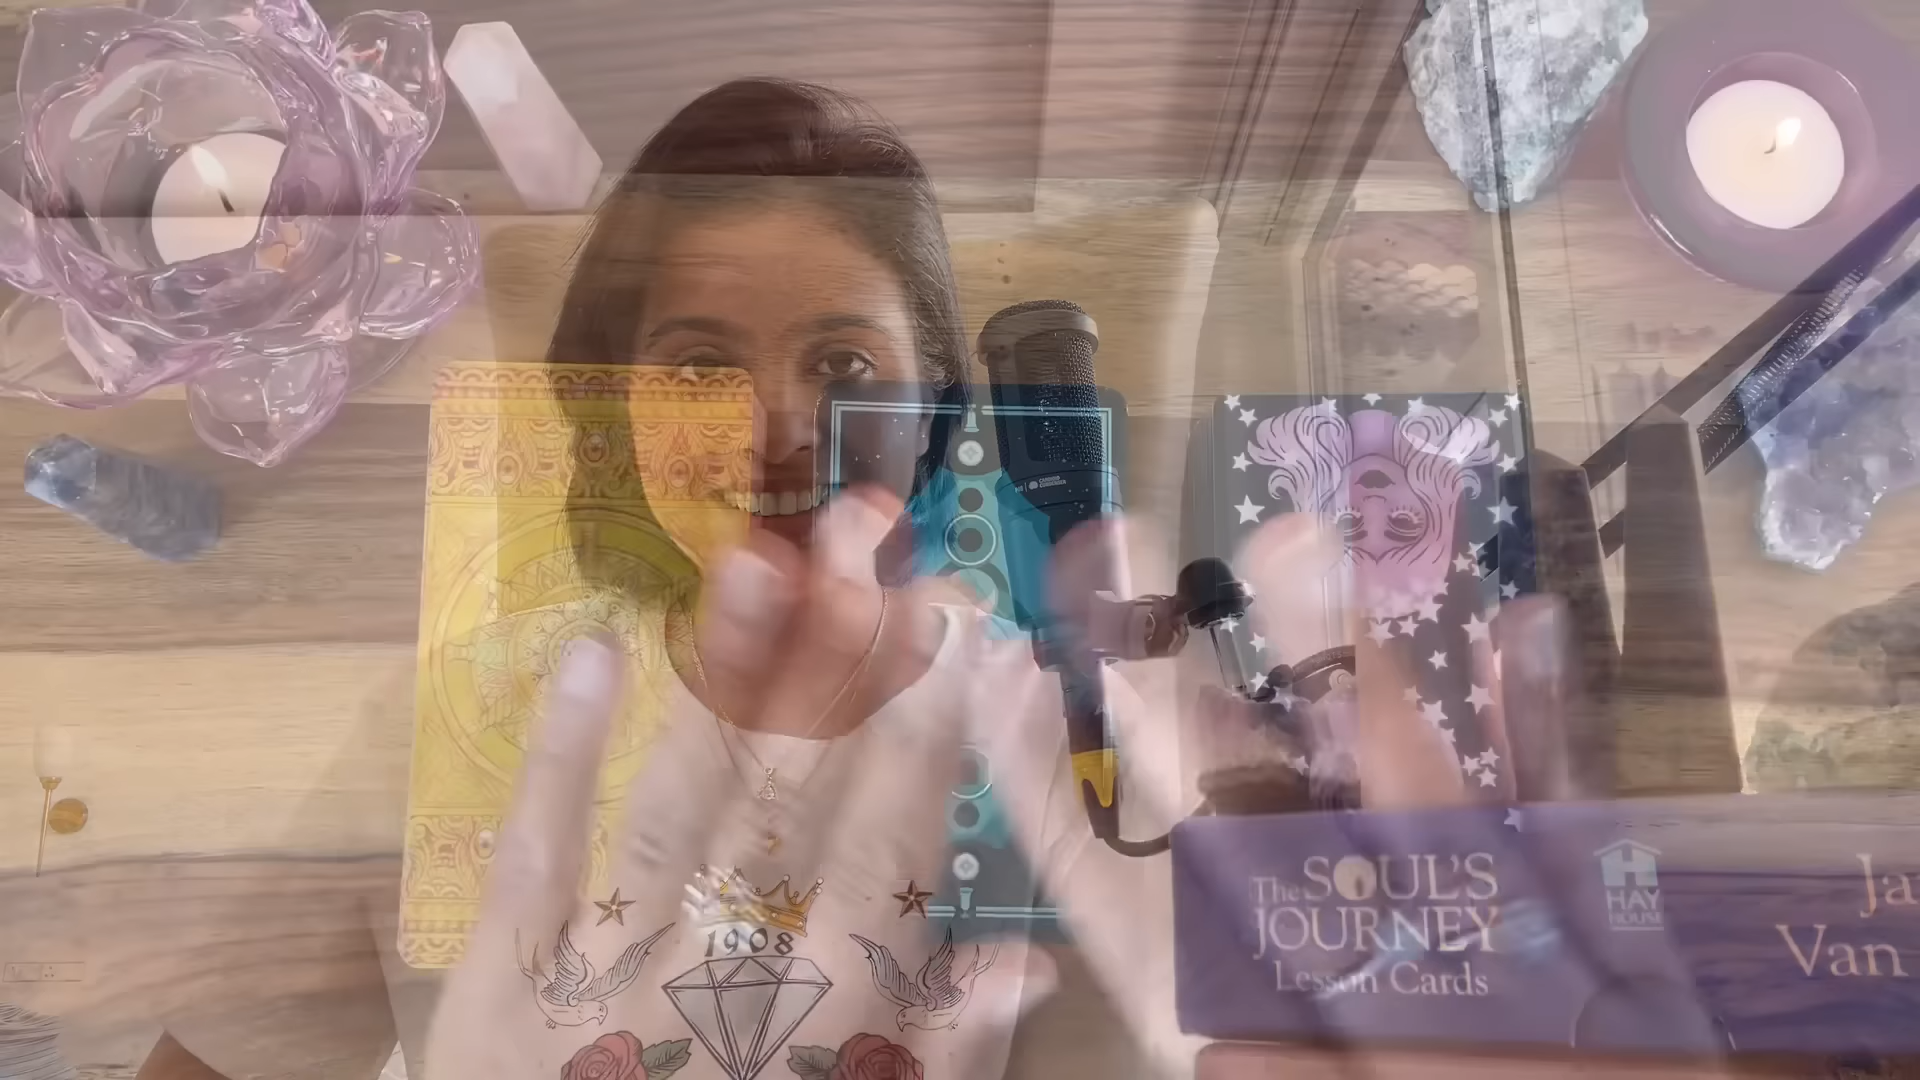 1908
The SOUL'S
JOURNEY
Lesson Cards
HAY
HOUSE
Ja
Van